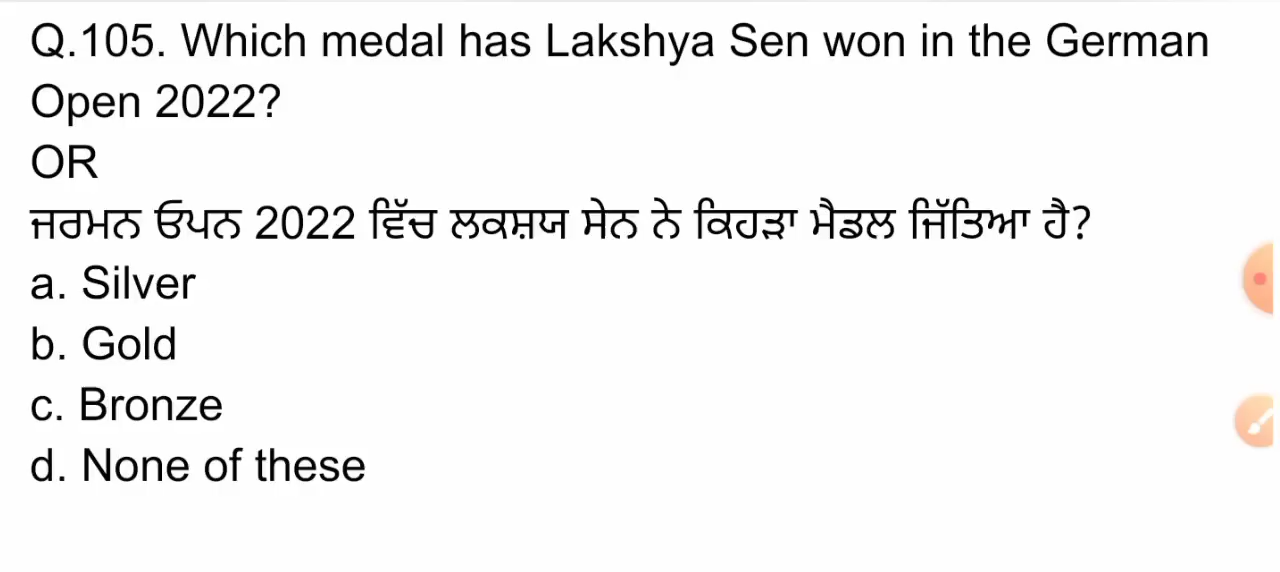 Q.105. Which medal has Lakshya Sen won in the German
Open 2022?
OR
ਜਰਮਨ ਓਪਨ 2022 ਵਿੱਚ ਲਕਸ਼ਯ ਸੇਨ ਨੇ ਕਿਹੜਾ ਮੈਡਲ ਜਿੱਤਿਆ ਹੈ?
a. Silver
b. Gold
c. Bronze
d. None of these